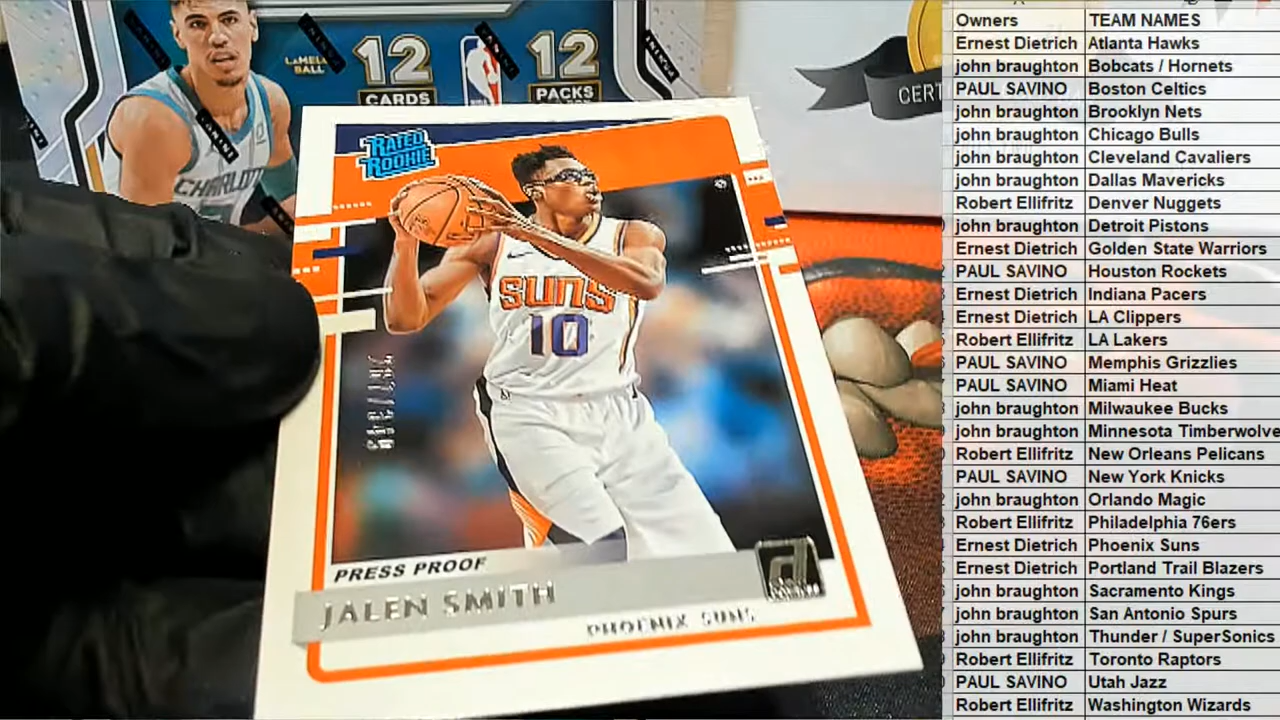 LaMELO
BALL
12
CARDS
NBA
12
PACKS
CHARLOT
CERT
RATED
ROOKIE
SUNS
10
PRESS PROOF
JALEN SMITH
PHOENIX SUNS
Owners TEAM NAMES
Ernest Dietrich Atlanta Hawks
john braughton Bobcats / Hornets
PAUL SAVINO Boston Celtics
john braughton Brooklyn Nets
john braughton Chicago Bulls
john braughton Cleveland Cavaliers
john braughton Dallas Mavericks
Robert Ellifritz Denver Nuggets
john braughton Detroit Pistons
Ernest Dietrich Golden State Warriors
PAUL SAVINO Houston Rockets
Ernest Dietrich Indiana Pacers
Ernest Dietrich LA Clippers
Robert Ellifritz LA Lakers
PAUL SAVINO Memphis Grizzlies
PAUL SAVINO Miami Heat
john braughton Milwaukee Bucks
john braughton Minnesota Timberwolve
Robert Ellifritz New Orleans Pelicans
PAUL SAVINO New York Knicks
john braughton Orlando Magic
Robert Ellifritz Philadelphia 76ers
Ernest Dietrich Phoenix Suns
Ernest Dietrich Portland Trail Blazers
john braughton Sacramento Kings
john braughton San Antonio Spurs
john braughton Thunder / SuperSonics
Robert Ellifritz Toronto Raptors
PAUL SAVINO Utah Jazz
Robert Ellifritz Washington Wizards